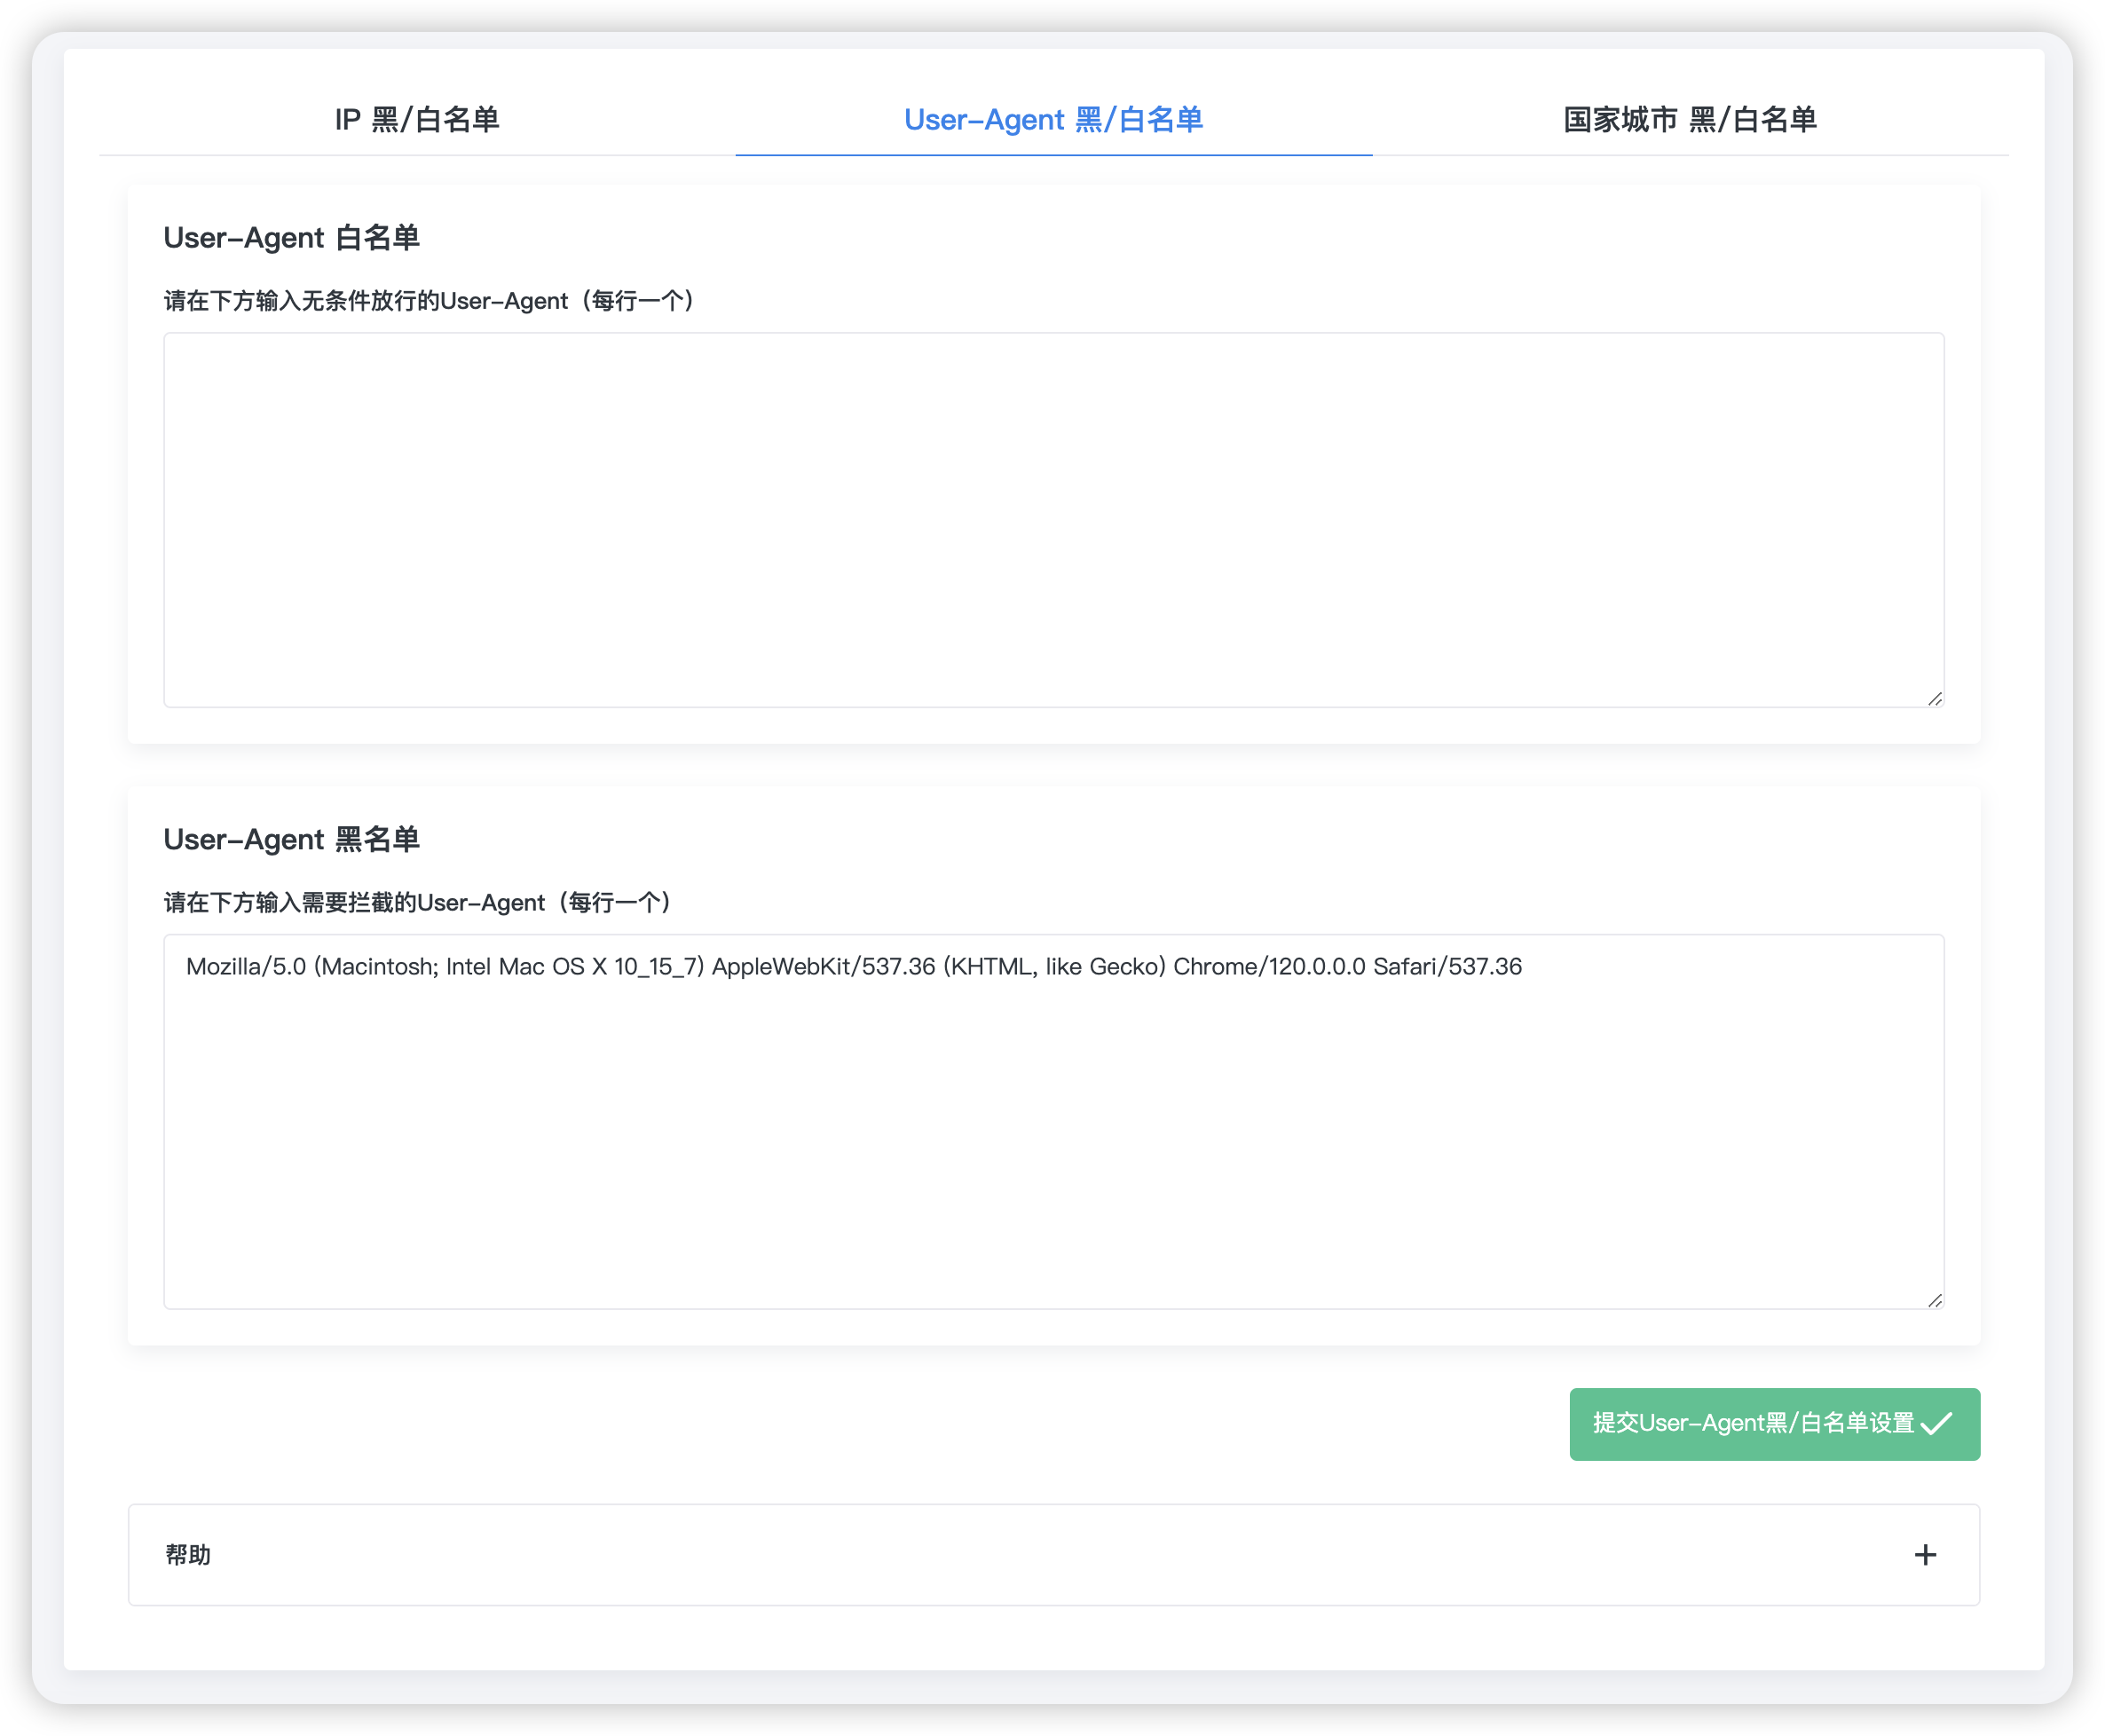 IP 黑/白名单
User-Agent 黑/白名单
国家城市 黑/白名单
User-Agent 白名单
请在下方输入无条件放行的User-Agent（每行一个）
User-Agent 黑名单
请在下方输入需要拦截的User-Agent（每行一个）
Mozilla/5.0 (Macintosh; Intel Mac OS X 10_15_7) AppleWebKit/537.36 (KHTML, like Gecko) Chrome/120.0.0.0 Safari/537.36
提交User-Agent黑/白名单设置
帮助